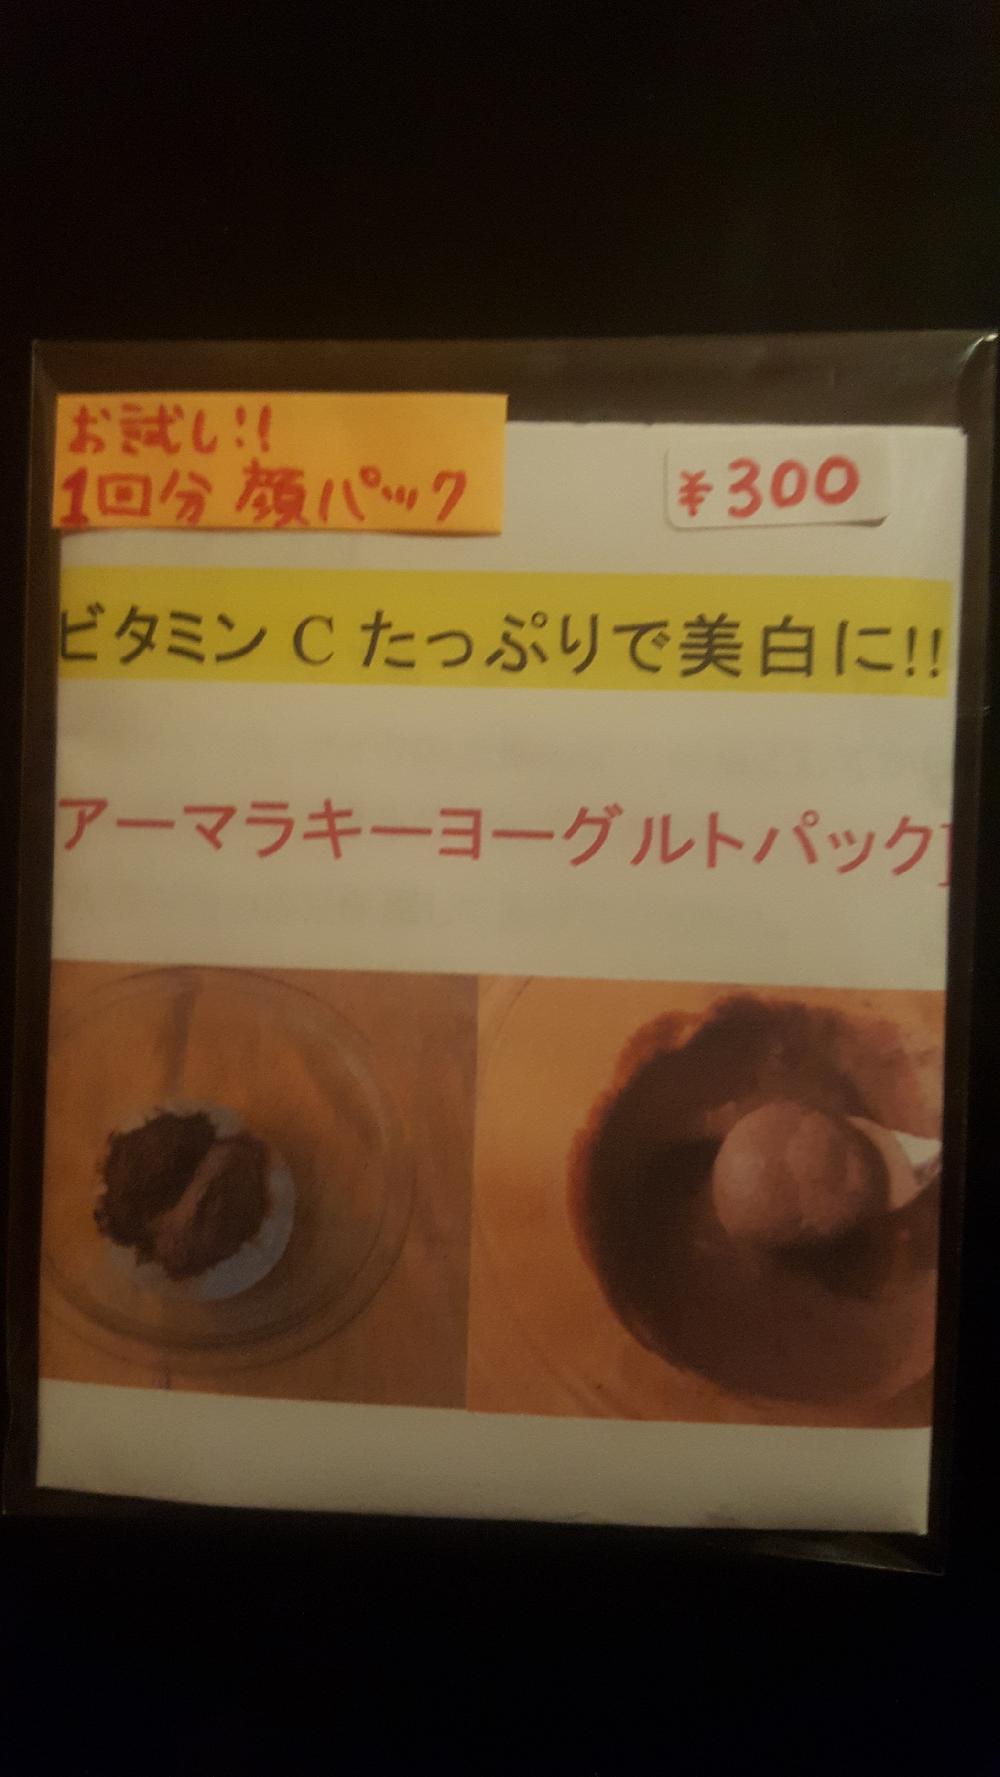 お試し!!
1回分 顔パック
¥300
ビタミン C たっぷりで美白に!!
アーマラキーヨーグルトパック]